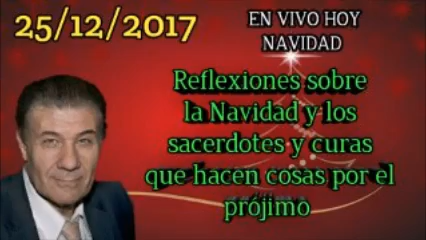 25/12/2017
EN VIVO HOY
NAVIDAD
Reflexiones sobre
la Navidad y los
sacerdotes y curas
que hacen cosas por el
prójimo